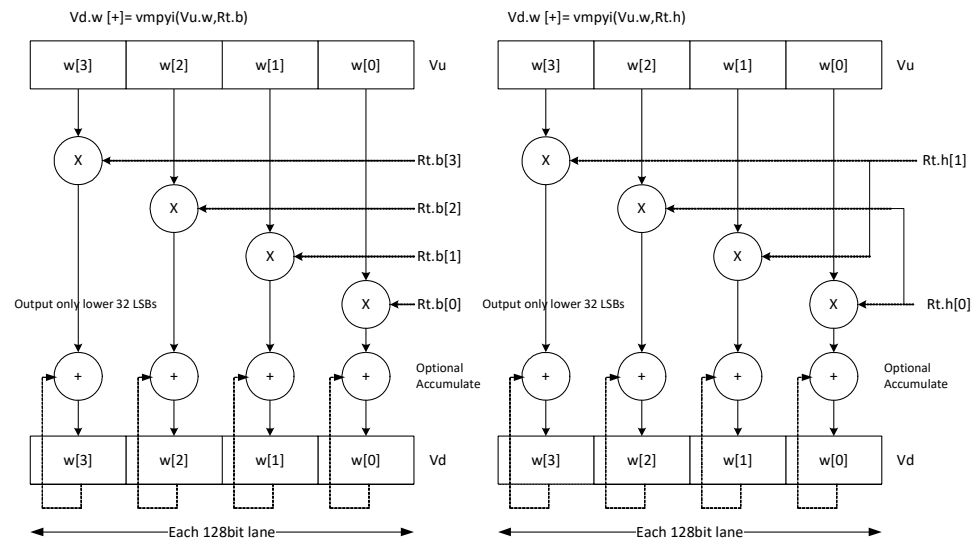 Vd.w [+]= vmpyi(Vu.w,Rt.b)
w[3] w[2] w[1] w[0] Vu
X Rt.b[3]
X Rt.b[2]
X Rt.b[1]
Output only lower 32 LSBs X Rt.b[0]
+ + + + Optional
Accumulate
w[3] w[2] w[1] w[0] Vd
Each 128bit lane
Vd.w [+]= vmpyi(Vu.w,Rt.h)
w[3] w[2] w[1] w[0] Vu
X Rt.h[1]
X
X
Output only lower 32 LSBs X Rt.h[0]
+ + + + Optional
Accumulate
w[3] w[2] w[1] w[0] Vd
Each 128bit lane